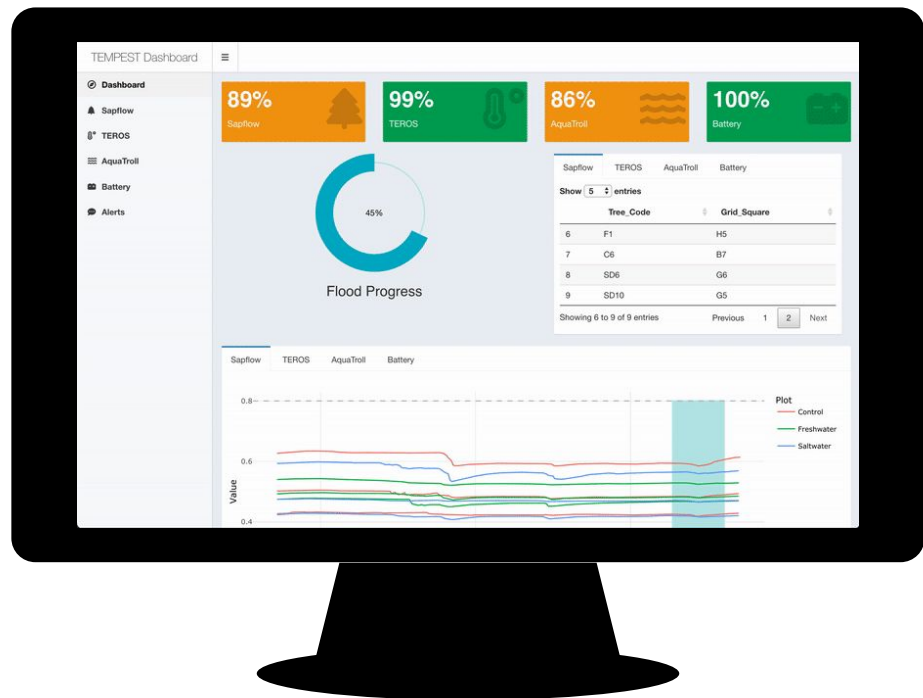 TEMPEST Dashboard
Dashboard
Sapflow
TEROS
AquaTroll
Battery
Alerts
89%
Sapflow
99%
TEROS
86%
AquaTroll
100%
Battery
45%
Flood Progress
Sapflow TEROS AquaTroll Battery
Show 5 entries
Tree_Code Grid_Square
6 F1 H5
7 C6 B7
8 SD6 G6
9 SD10 G5
Showing 6 to 9 of 9 entries Previous 1 2 Next
Sapflow TEROS AquaTroll Battery
0.8
0.6
0.4
Value
Plot
Control
Freshwater
Saltwater